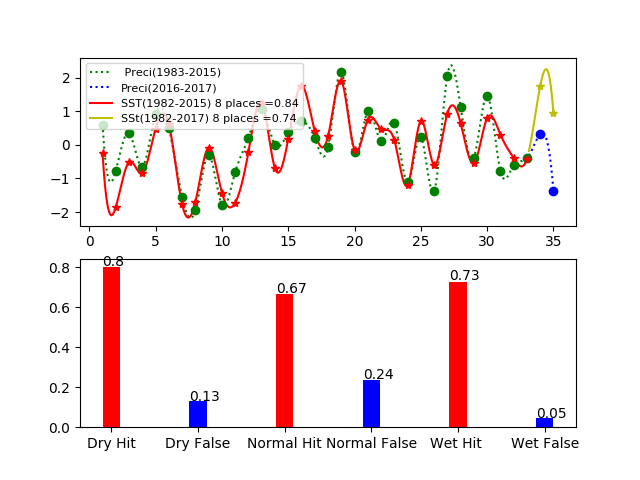 2
1
0
−1
−2
Preci(1983-2015)
Preci(2016-2017)
SST(1982-2015) 8 places =0.84
SSt(1982-2017) 8 places =0.74
0 5 10 15 20 25 30 35
0.8
0.6
0.4
0.2
0.0
0.8 0.13 0.67 0.24 0.73 0.05
Dry Hit Dry False Normal Hit Normal False Wet Hit Wet False